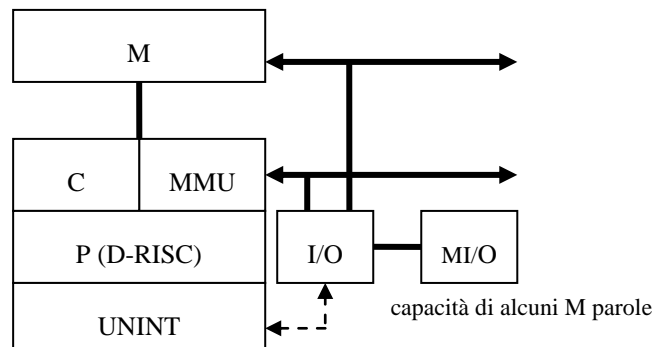 M
C MMU
P (D-RISC) I/O MI/O
UNINT capacità di alcuni M parole